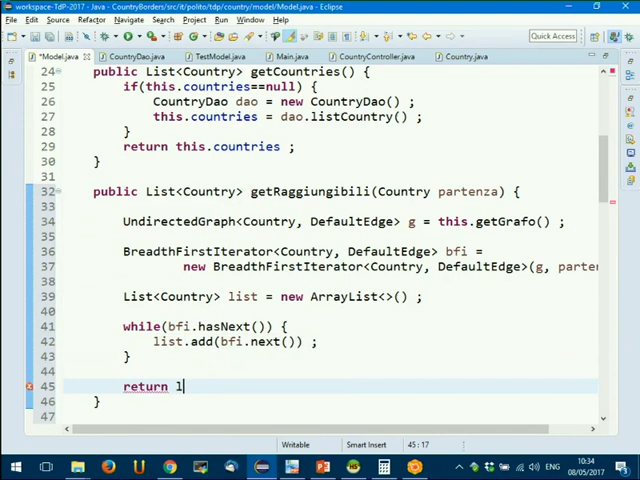 workspace-TdP-2017 - Java - CountryBorders/src/it/polito/tdp/country/model/Model.java - Eclipse
File Edit Source Refactor Navigate Search Project Run Window Help
Quick Access
*Model.java CountryDao.java TestModel.java Main.java CountryController.java Country.java
24 public List<Country> getCountries() {
25 if(this.countries==null) {
26 CountryDao dao = new CountryDao() ;
27 this.countries = dao.listCountry() ;
28 }
29 return this.countries ;
30 }
31
32 public List<Country> getRaggiungibili(Country partenza) {
33
34 UndirectedGraph<Country, DefaultEdge> g = this.getGrafo() ;
35
36 BreadthFirstIterator<Country, DefaultEdge> bfi =
37 new BreadthFirstIterator<Country, DefaultEdge>(g, parten
38
39 List<Country> list = new ArrayList<>() ;
40
41 while(bfi.hasNext()) {
42 list.add(bfi.next()) ;
43 }
44
45 return l
46 }
47
Writable Smart Insert 45 : 17
10:34
08/05/2017